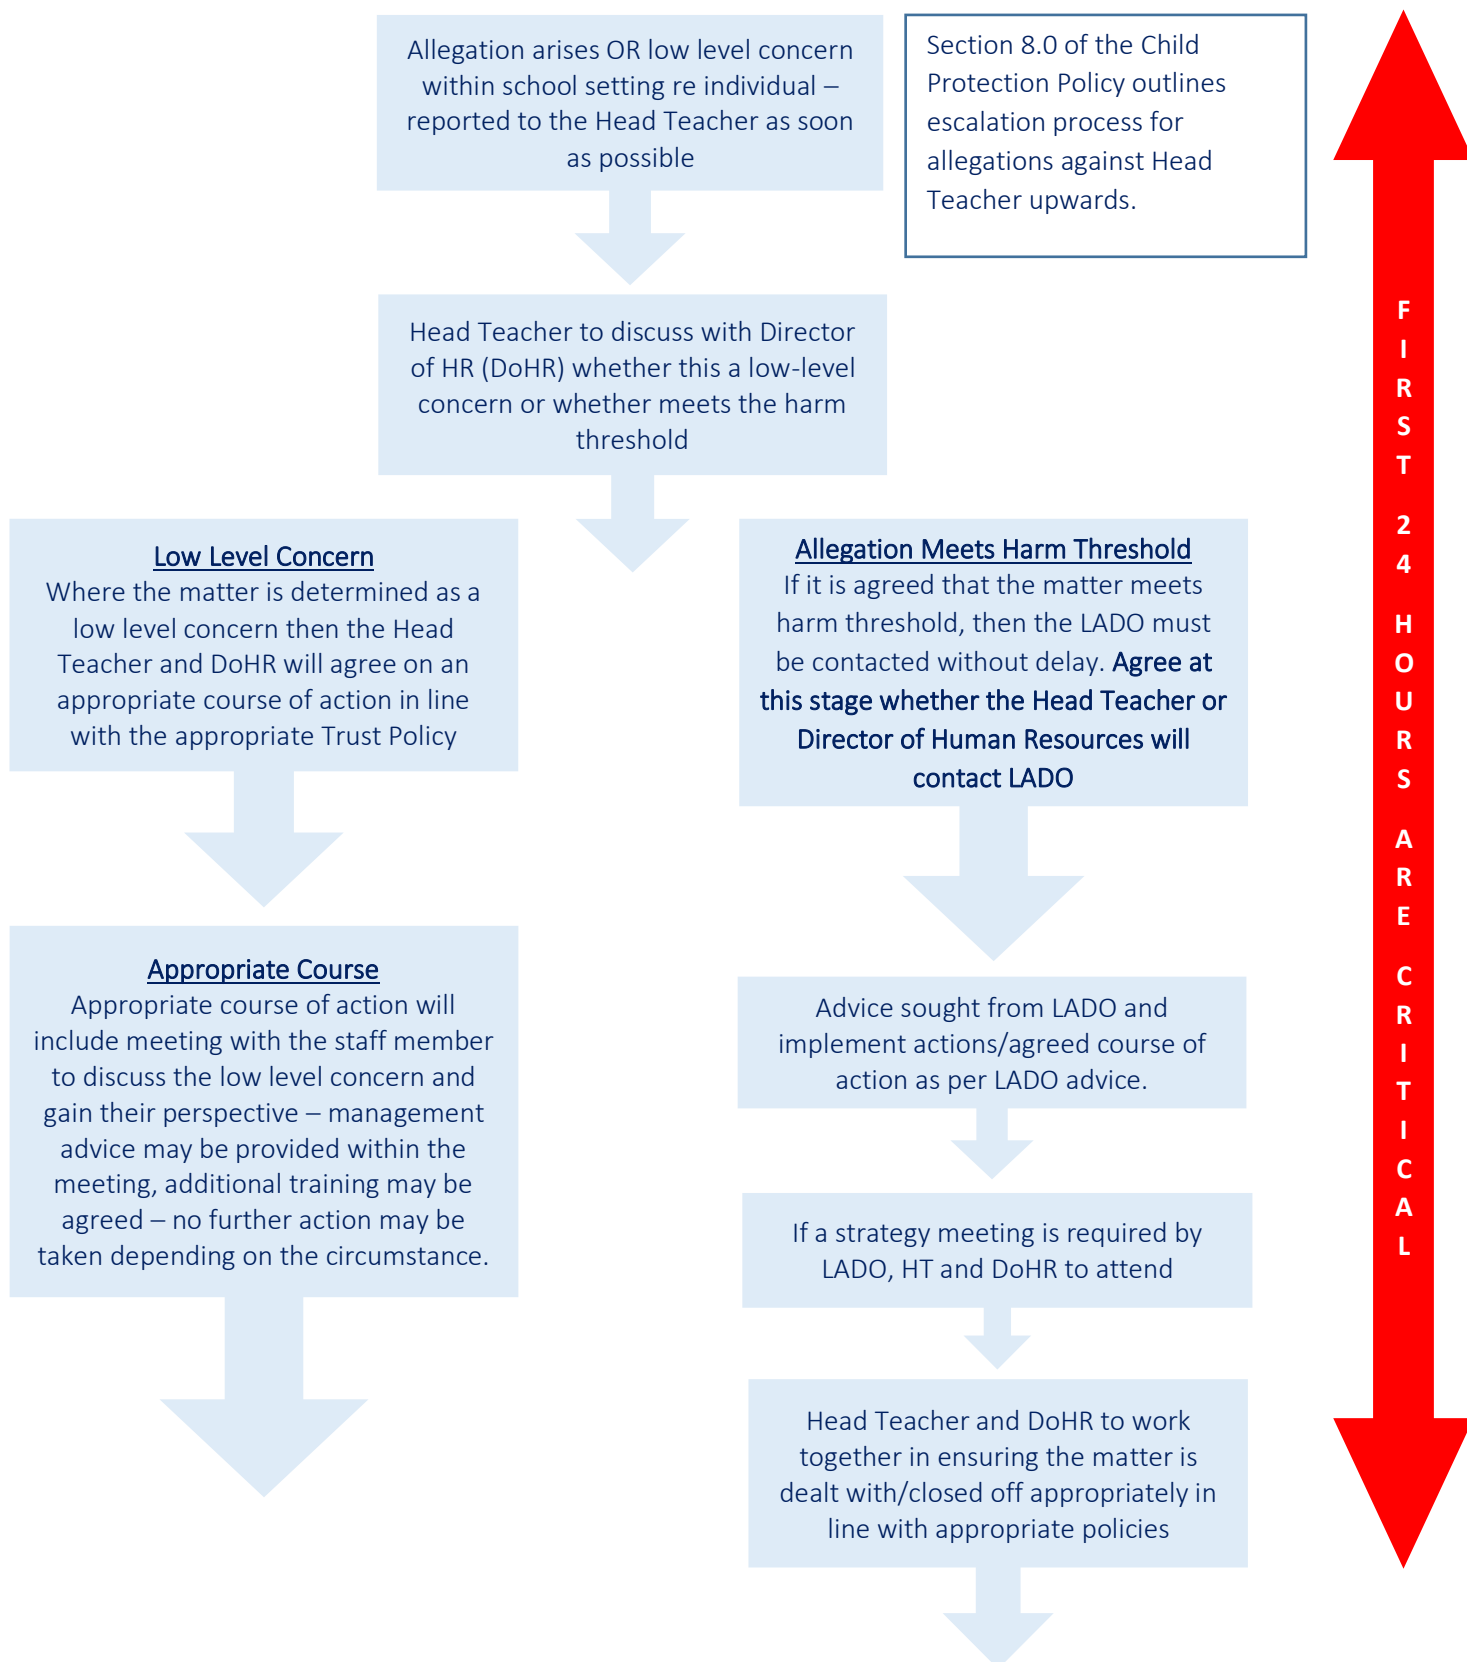 Allegation arises OR low level concern
within school setting re individual –
reported to the Head Teacher as soon
as possible
Section 8.0 of the Child
Protection Policy outlines
escalation process for
allegations against Head
Teacher upwards.
Head Teacher to discuss with Director
of HR (DoHR) whether this a low-level
concern or whether meets the harm
threshold
Low Level Concern
Where the matter is determined as a
low level concern then the Head
Teacher and DoHR will agree on an
appropriate course of action in line
with the appropriate Trust Policy
Allegation Meets Harm Threshold
If it is agreed that the matter meets
harm threshold, then the LADO must
be contacted without delay. Agree at
this stage whether the Head Teacher or
Director of Human Resources will
contact LADO
Appropriate Course
Appropriate course of action will
include meeting with the staff member
to discuss the low level concern and
gain their perspective – management
advice may be provided within the
meeting, additional training may be
agreed – no further action may be
taken depending on the circumstance.
Advice sought from LADO and
implement actions/agreed course of
action as per LADO advice.
If a strategy meeting is required by
LADO, HT and DoHR to attend
Head Teacher and DoHR to work
together in ensuring the matter is
dealt with/closed off appropriately in
line with appropriate policies
FIRST 24 HOURS ARE CRITICAL